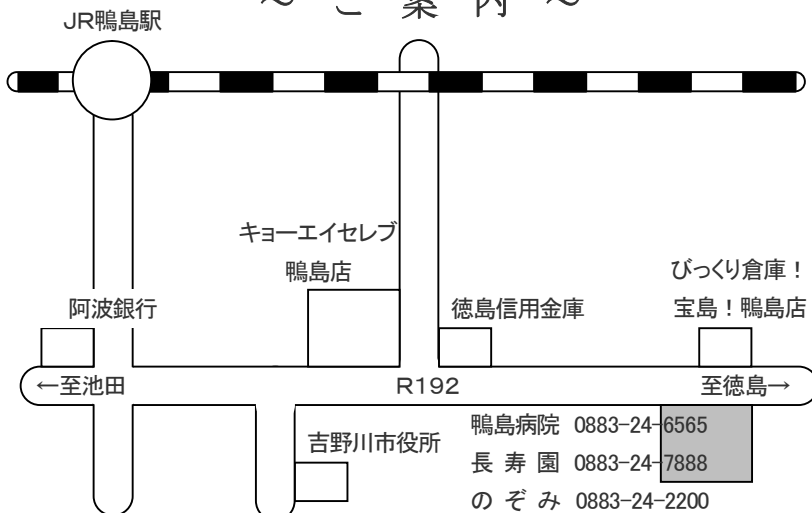 ～ ご 案 内 ～
JR鴨島駅
キョーエイセレブ
鴨島店
びっくり倉庫！
宝島！鴨島店
阿波銀行
徳島信用金庫
←至池田
R192
至徳島→
吉野川市役所
鴨島病院 0883-24-6565
長 寿 園 0883-24-7888
の ぞ み 0883-24-2200